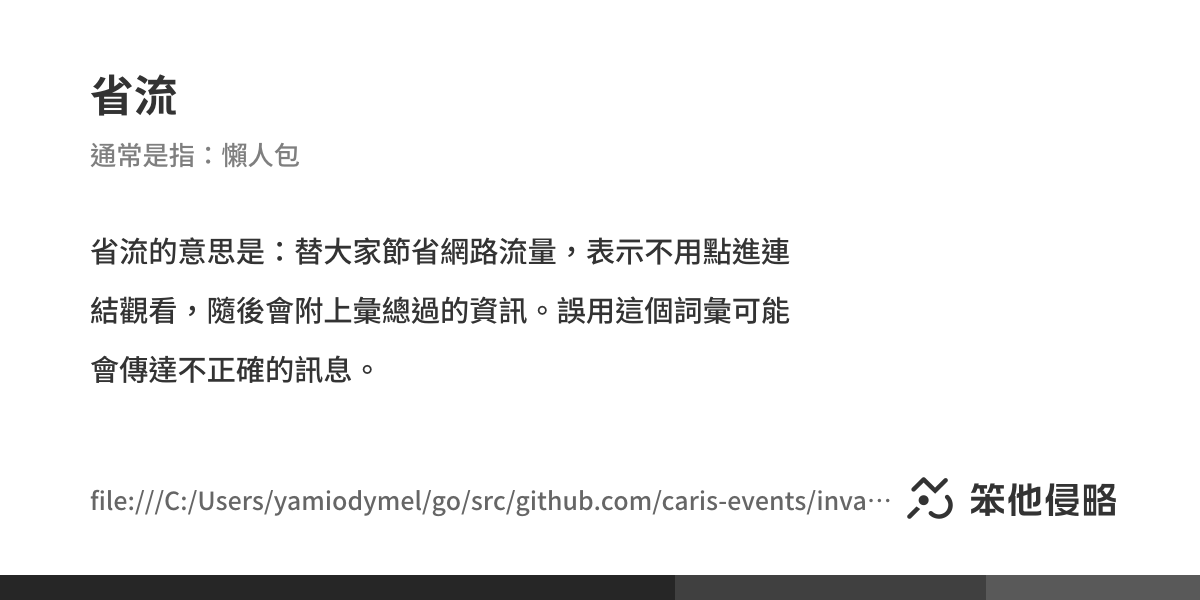 省流
通常是指：懶人包
省流的意思是：替大家節省網路流量，表示不用點進連
結觀看，隨後會附上彙總過的資訊。誤用這個詞彙可能
會傳達不正確的訊息。
file:///C:/Users/yamiodymel/go/src/github.com/caris-events/inva⋯
笨他侵略